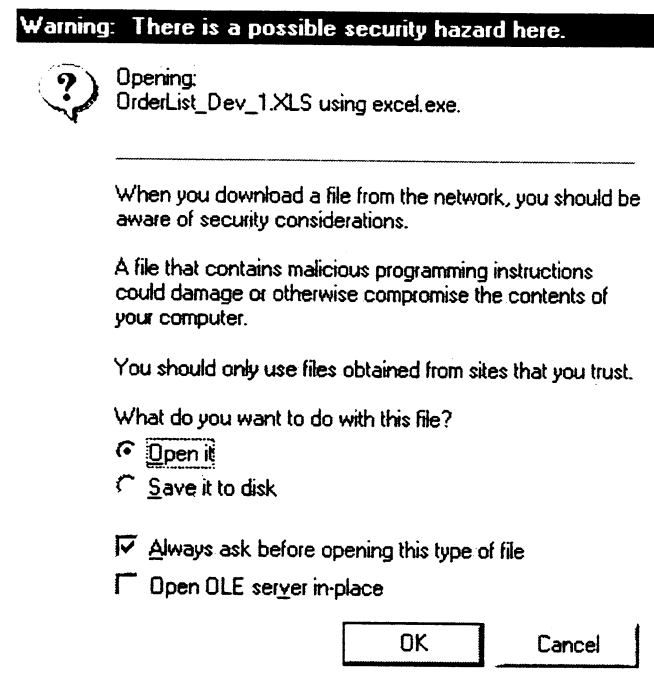 Warning: There is a possible security hazard here.
Opening:
OrderList_Dev_1.XLS using excel.exe.
When you download a file from the network, you should be
aware of security considerations.
A file that contains malicious programming instructions
could damage or otherwise compromise the contents of
your computer.
You should only use files obtained from sites that you trust.
What do you want to do with this file?
Open it
Save it to disk
Always ask before opening this type of file
Open OLE server in-place
OK Cancel